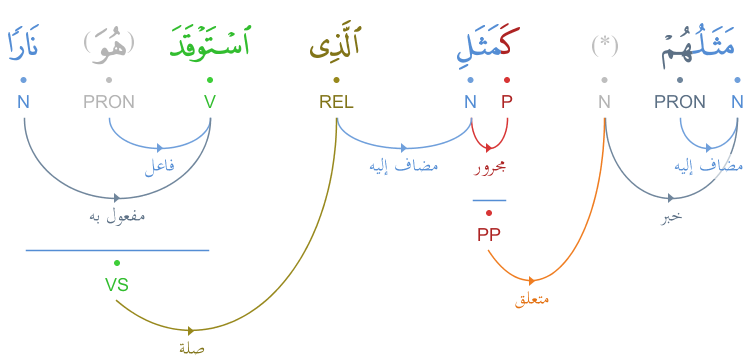 مَثَلُهُمْ (*) كَمَثَلِ ٱلَّذِى ٱسْتَوْقَدَ (هُوَ) نَارًا
N PRON V REL N P N PRON N
فاعل مضاف إليه مجرور مضاف إليه
مفعول به خبر
PP
VS
متعلق
صلة